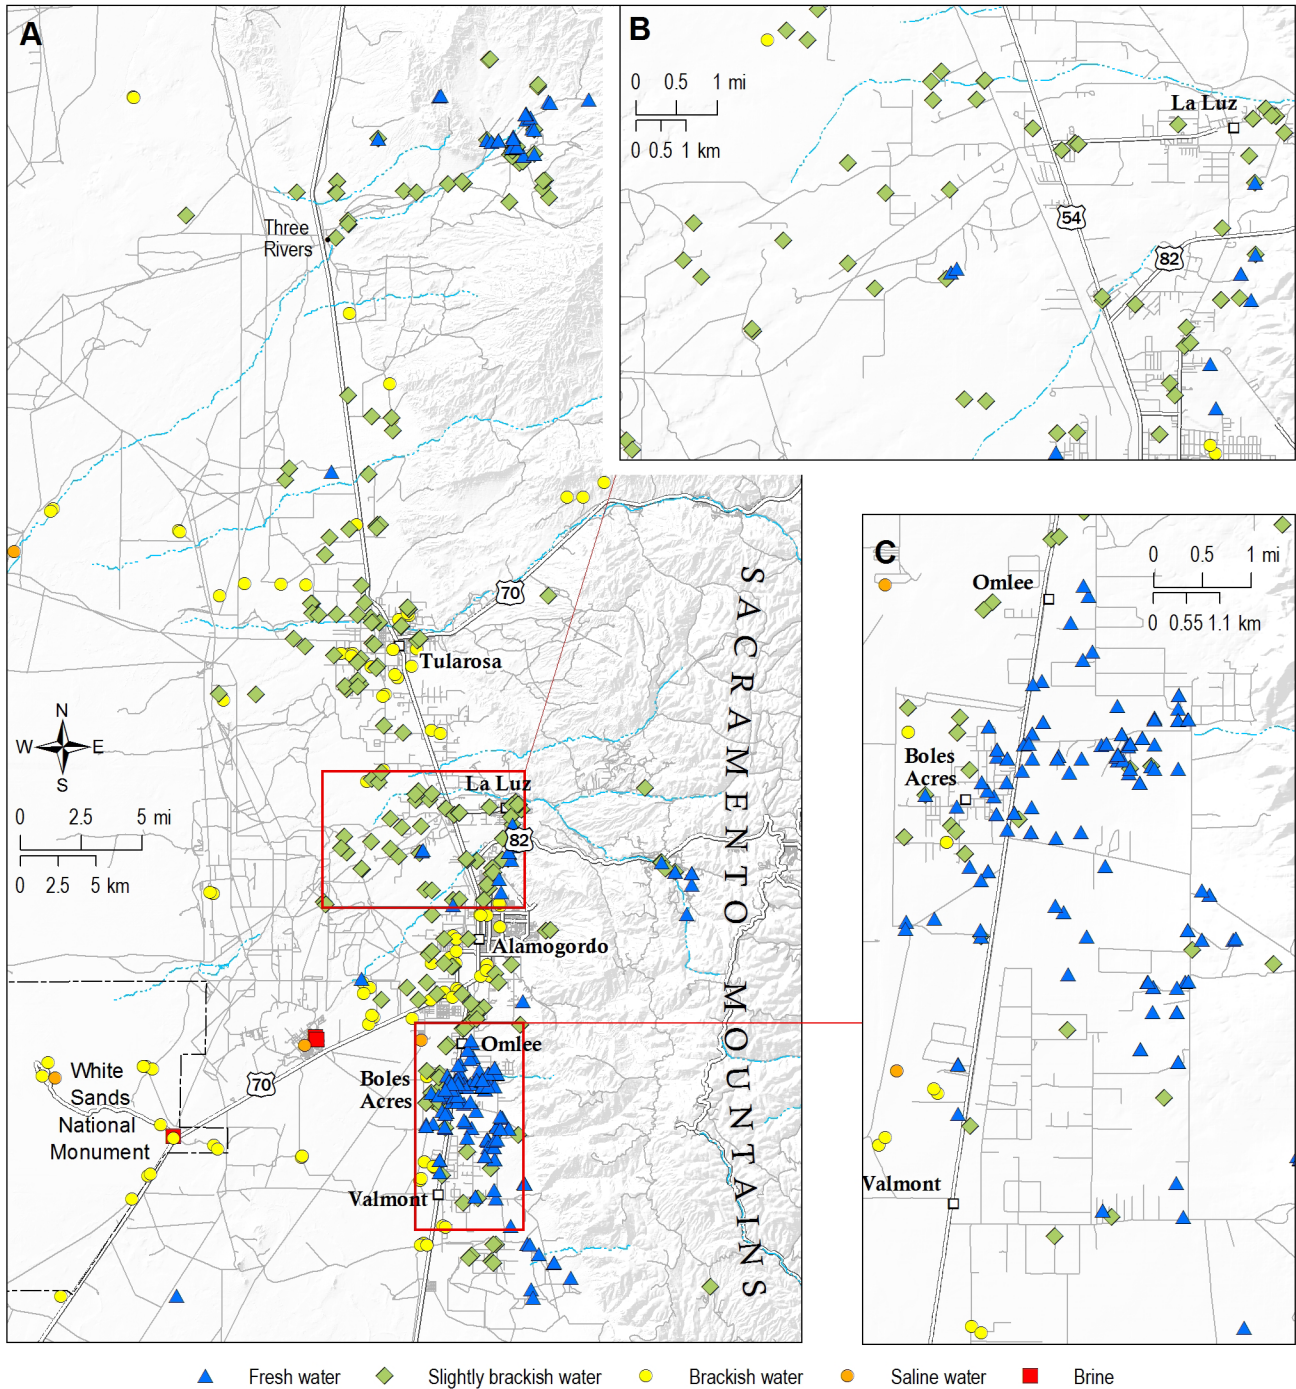 A
Three
Rivers
70
Tularosa
N
W E
S
0 2.5 5 mi
0 2.5 5 km
La Luz
82
Alamogordo
Omlee
Boles
Acres
70
White
Sands
National
Monument
Valmont
SACRAMENTO MOUNTAINS
B
0 0.5 1 mi
0 0.5 1 km
La Luz
54
82
C
0 0.5 1 mi
0 0.55 1.1 km
Omlee
Boles
Acres
Valmont
Fresh water Slightly brackish water Brackish water Saline water Brine